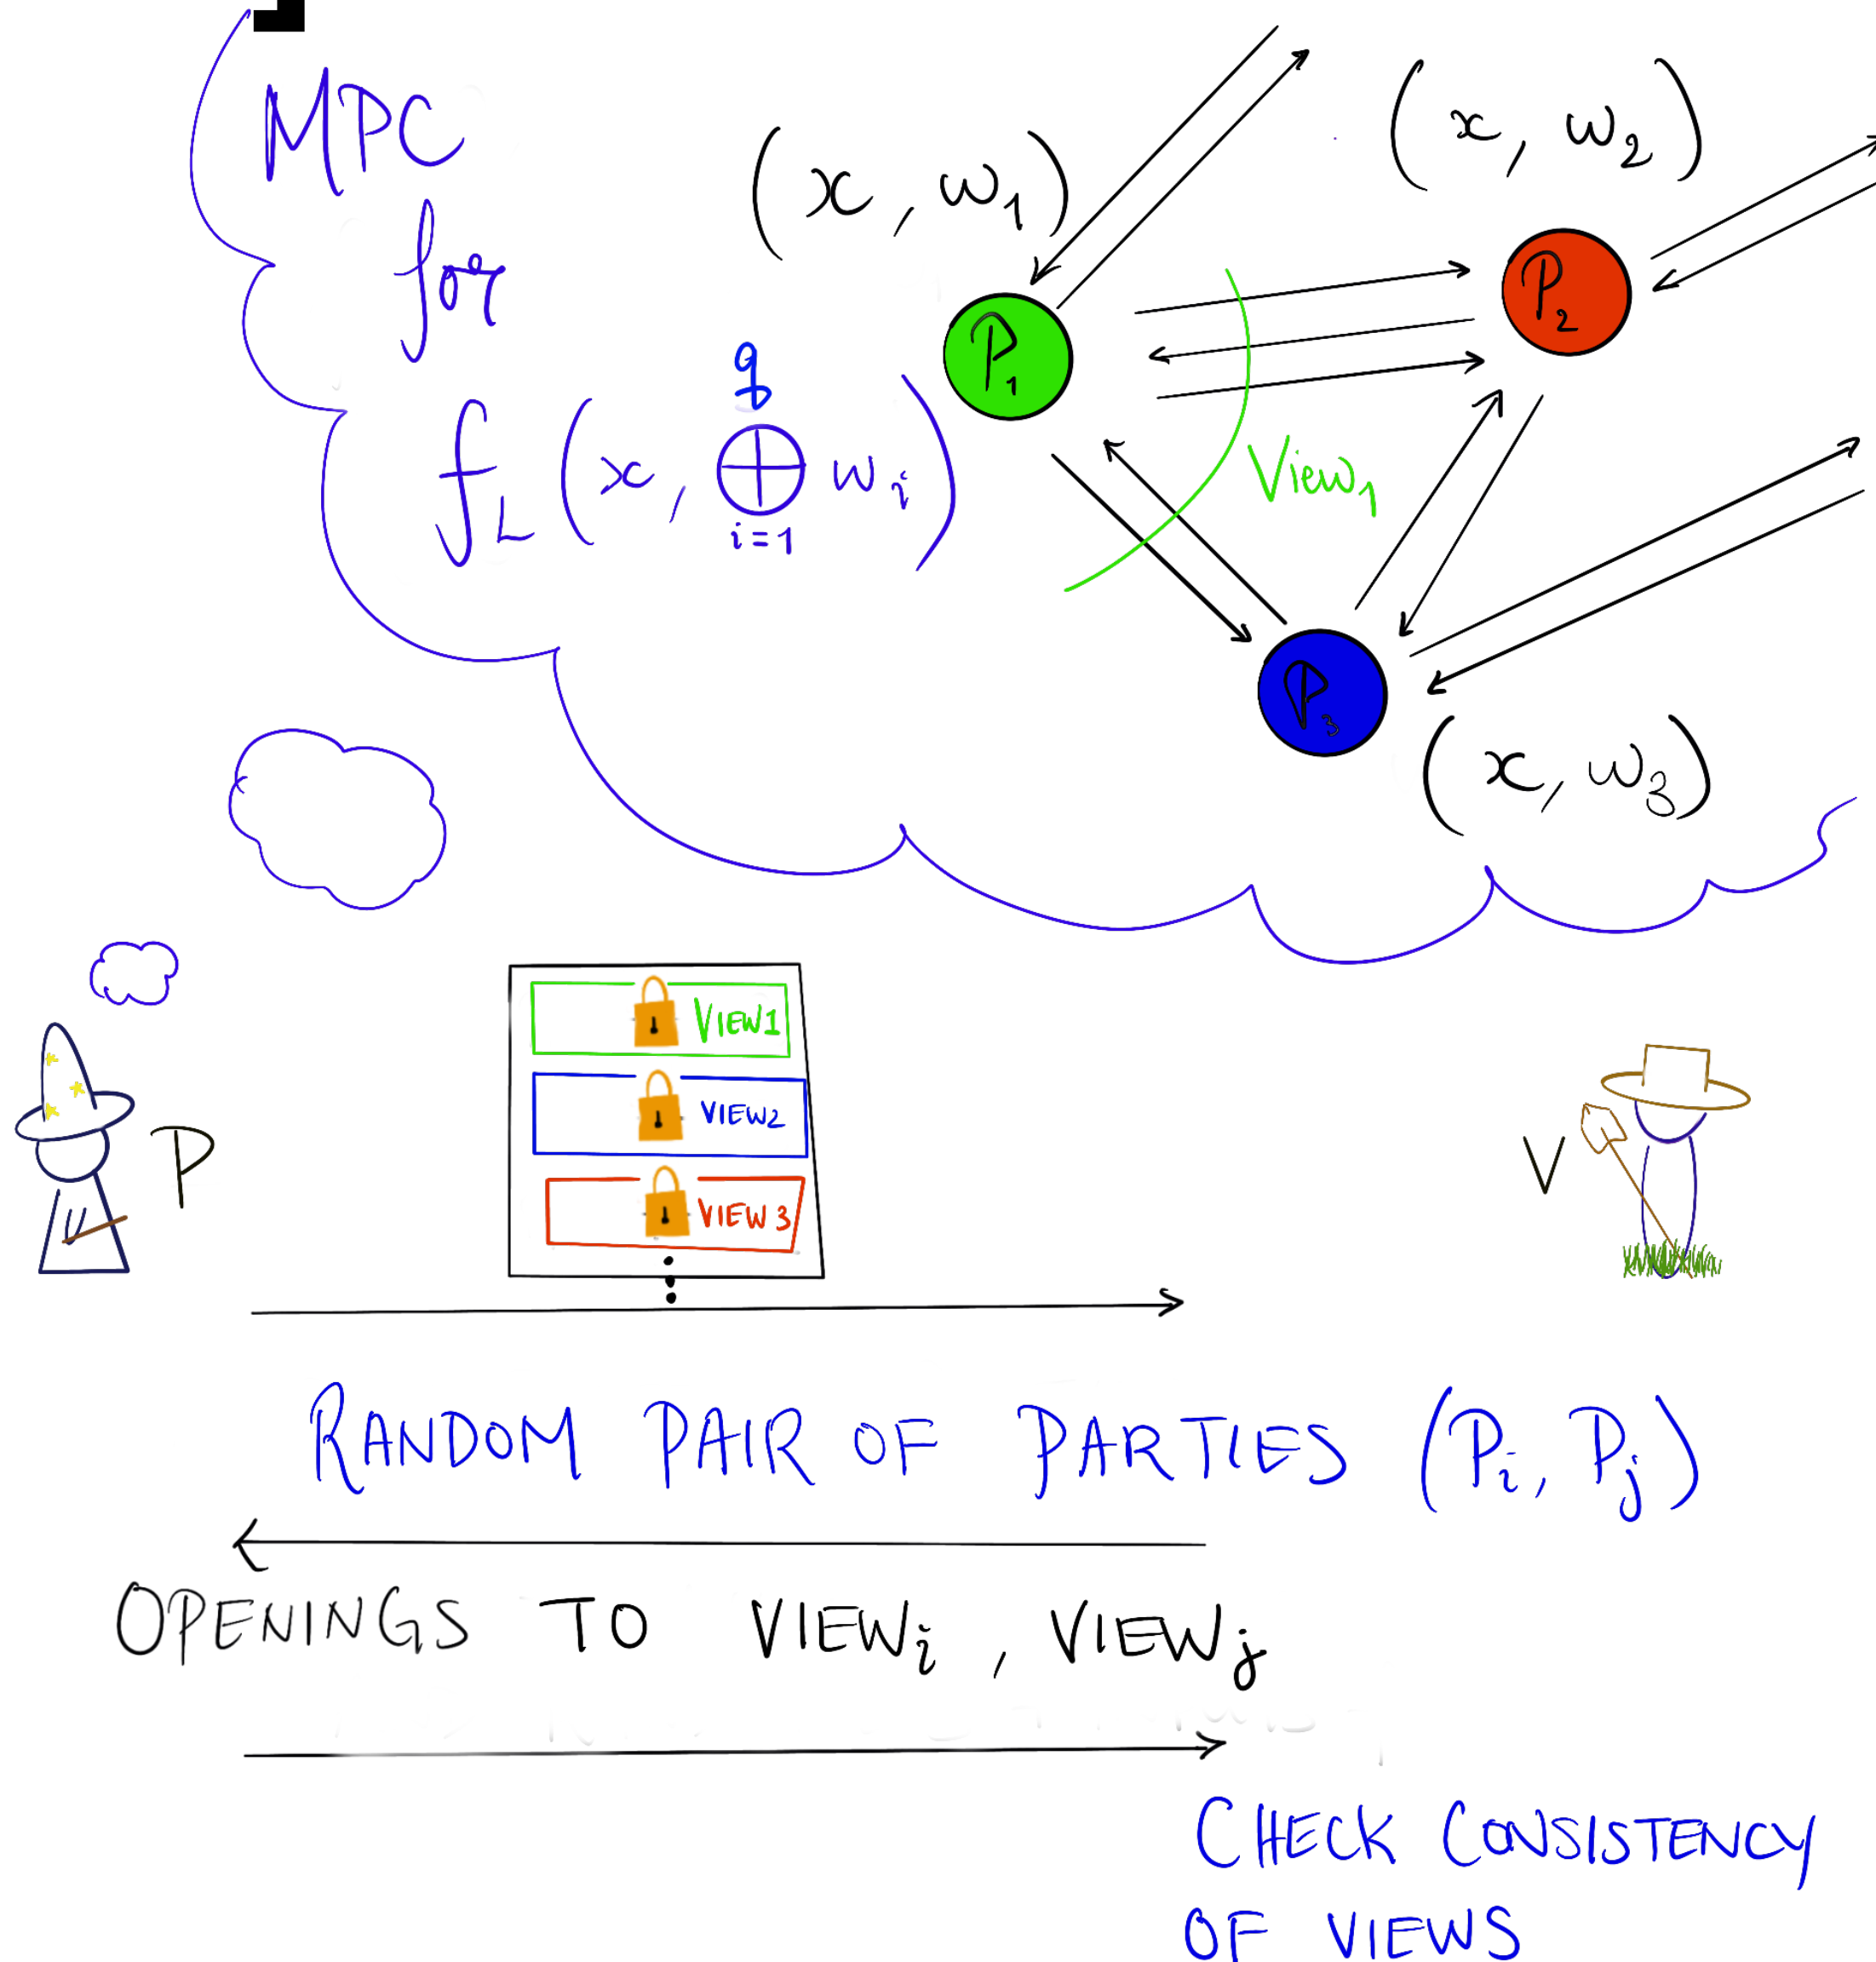 MPC
for
f_L (x, ⊕_{i=1}^{q} w_i)
(x, w_1)
(x, w_2)
P_1
P_2
View_1
P_3
(x, w_3)
VIEW1
VIEW2
VIEW 3
P
V
RANDOM PAIR OF PARTIES (P_i, P_j)
OPENINGS TO VIEW_i, VIEW_j
CHECK CONSISTENCY
OF VIEWS